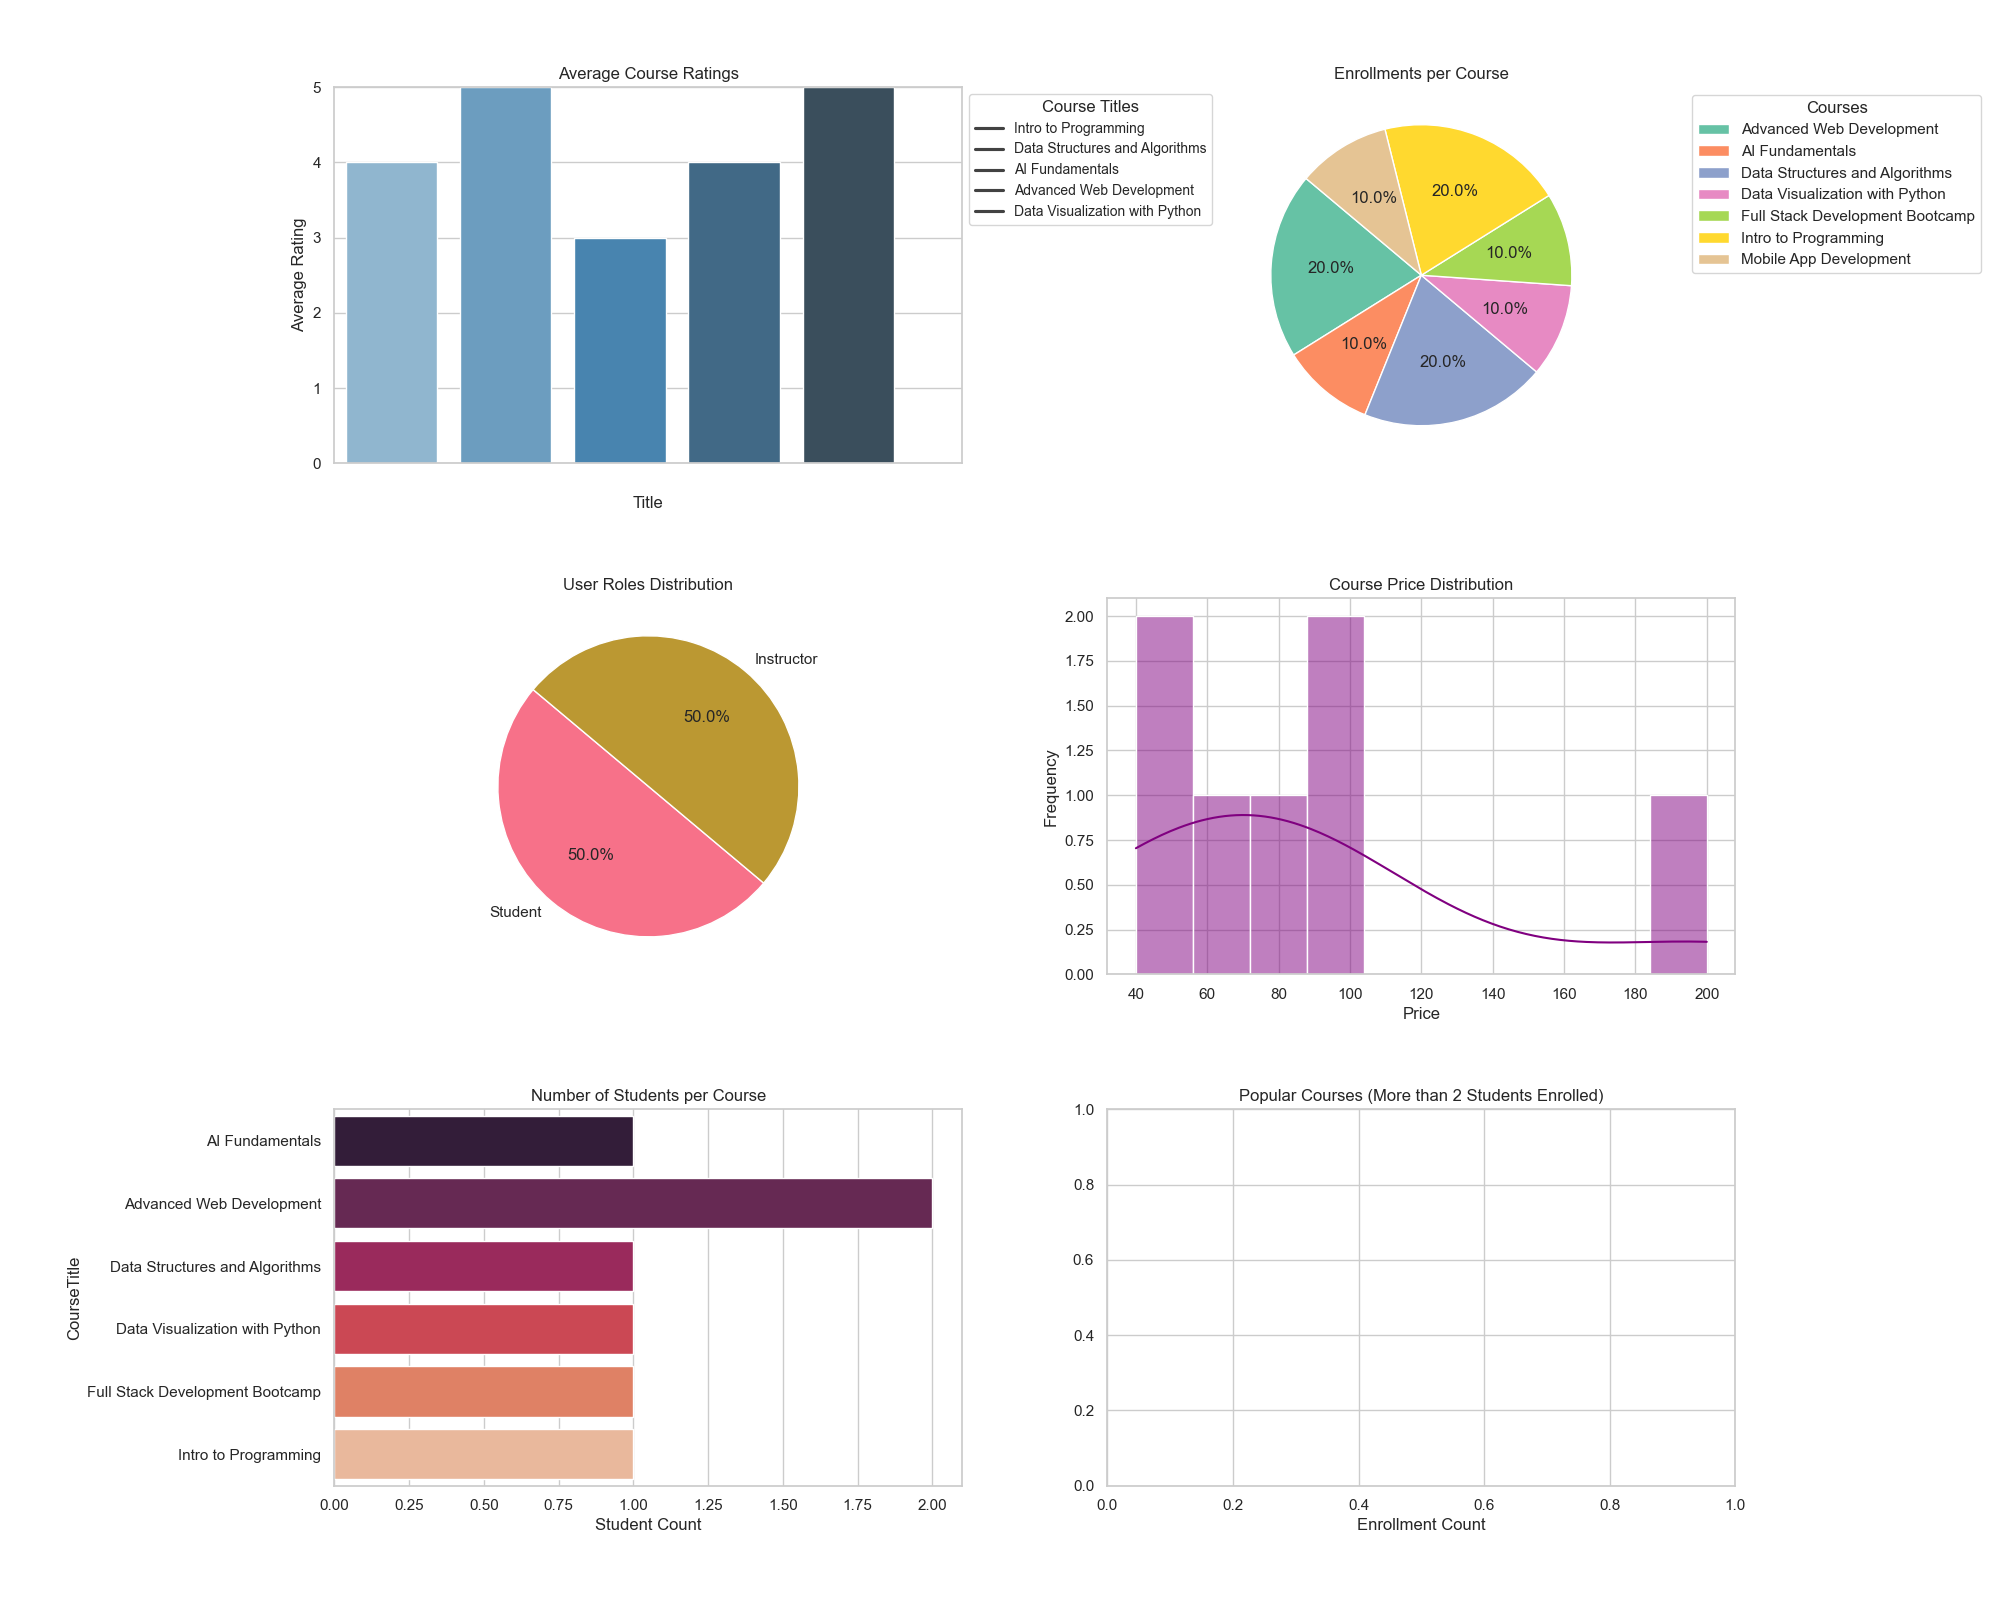 Average Course Ratings
5
4
3
2
1
0
Average Rating
Title
Course Titles
Intro to Programming
Data Structures and Algorithms
AI Fundamentals
Advanced Web Development
Data Visualization with Python
Enrollments per Course
10.0%
20.0%
20.0%
10.0%
10.0%
10.0%
20.0%
Courses
Advanced Web Development
AI Fundamentals
Data Structures and Algorithms
Data Visualization with Python
Full Stack Development Bootcamp
Intro to Programming
Mobile App Development
User Roles Distribution
Instructor
50.0%
50.0%
Student
Course Price Distribution
2.00
1.75
1.50
1.25
1.00
0.75
0.50
0.25
0.00
Frequency
40 60 80 100 120 140 160 180 200
Price
Number of Students per Course
CourseTitle
AI Fundamentals
Advanced Web Development
Data Structures and Algorithms
Data Visualization with Python
Full Stack Development Bootcamp
Intro to Programming
0.00 0.25 0.50 0.75 1.00 1.25 1.50 1.75 2.00
Student Count
Popular Courses (More than 2 Students Enrolled)
1.0
0.8
0.6
0.4
0.2
0.0
0.0 0.2 0.4 0.6 0.8 1.0
Enrollment Count